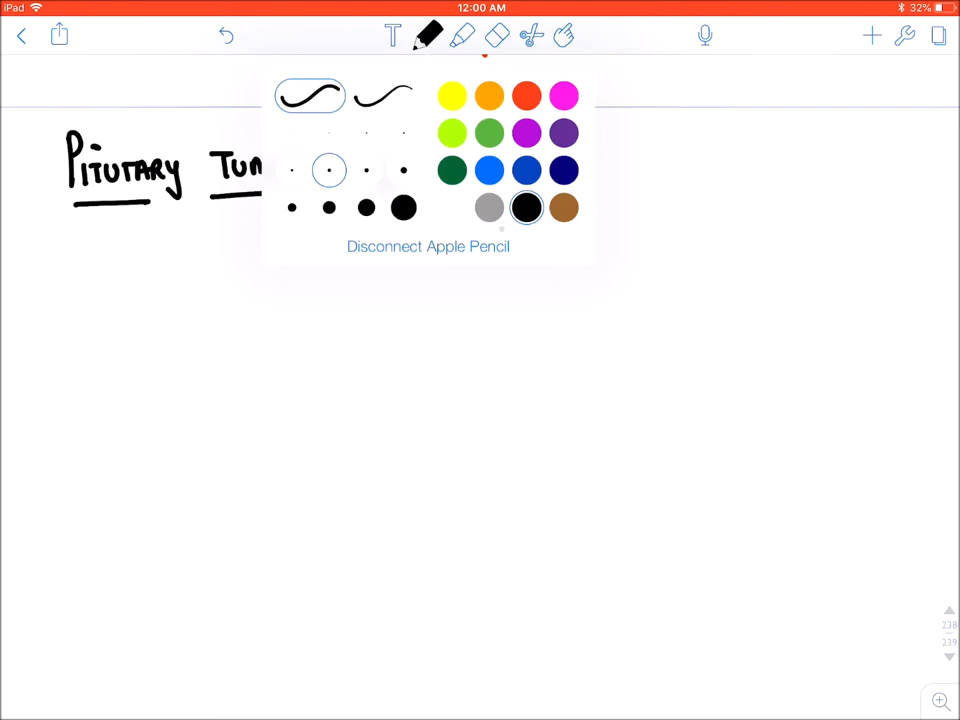 iPad 12:00 AM 32%
T
PITUTARY TUM
Disconnect Apple Pencil
238
239